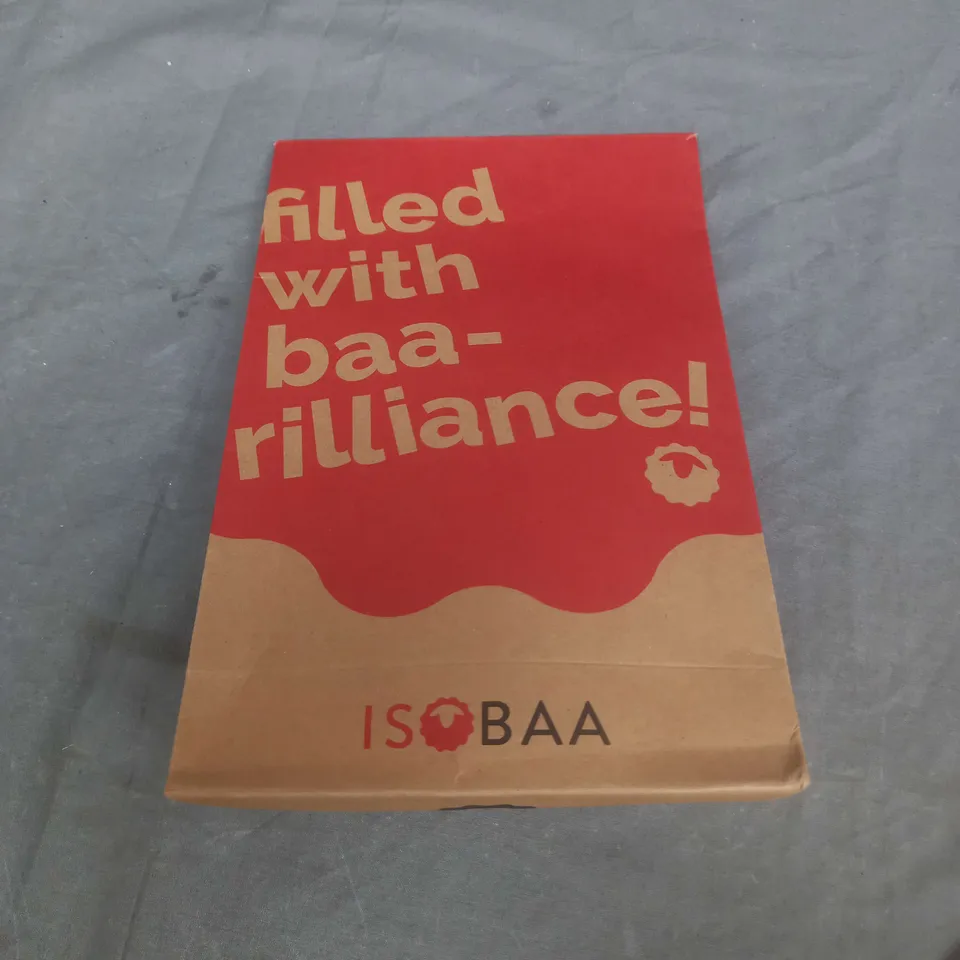 filled
with
baa-
rilliance!
ISOBAA